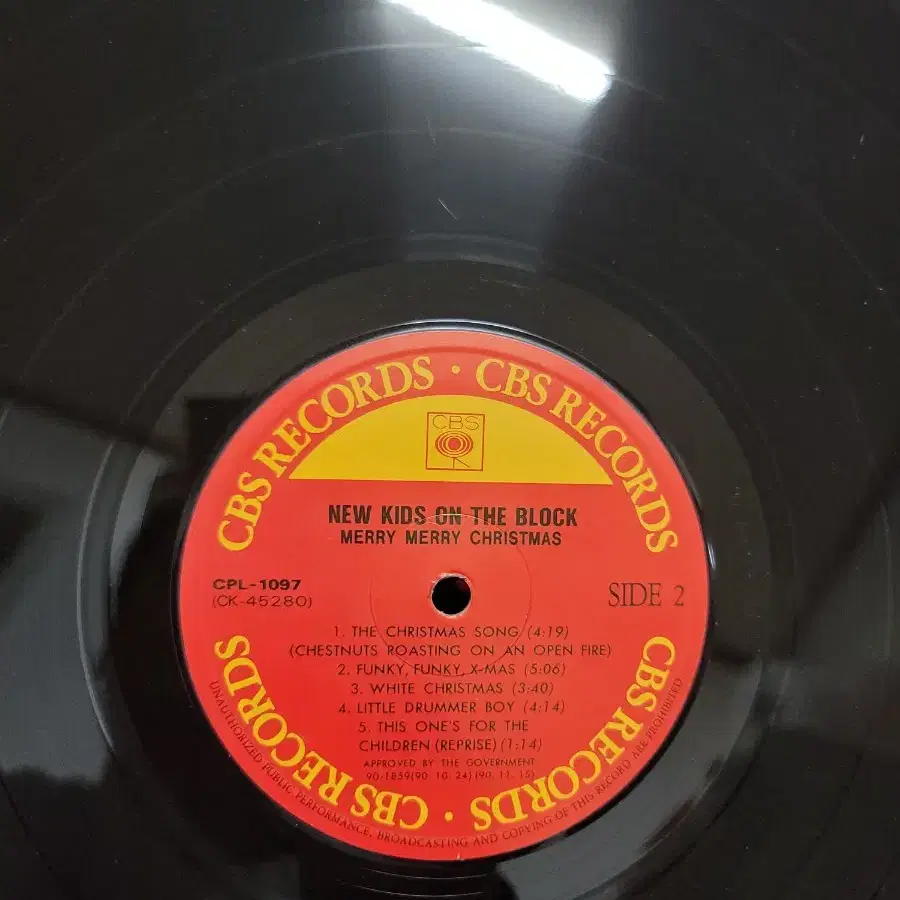 CBS RECORDS · CBS RECORDS
CBS
NEW KIDS ON THE BLOCK
MERRY MERRY CHRISTMAS
CPL-1097
(CK-45280)
SIDE 2
1. THE CHRISTMAS SONG (4:19)
(CHESTNUTS ROASTING ON AN OPEN FIRE)
2. FUNKY, FUNKY, X-MAS (5:06)
3. WHITE CHRISTMAS (3:40)
4. LITTLE DRUMMER BOY (4:14)
5. THIS ONE'S FOR THE
CHILDREN (REPRISE) (1:14)
APPROVED BY THE GOVERNMENT
90-1859(90. 10. 24)(90. 11. 15)
CBS RECORDS · CBS RECORDS
UNAUTHORIZED PUBLIC PERFORMANCE, BROADCASTING AND COPYING OF THIS RECORD ARE PROHIBITED